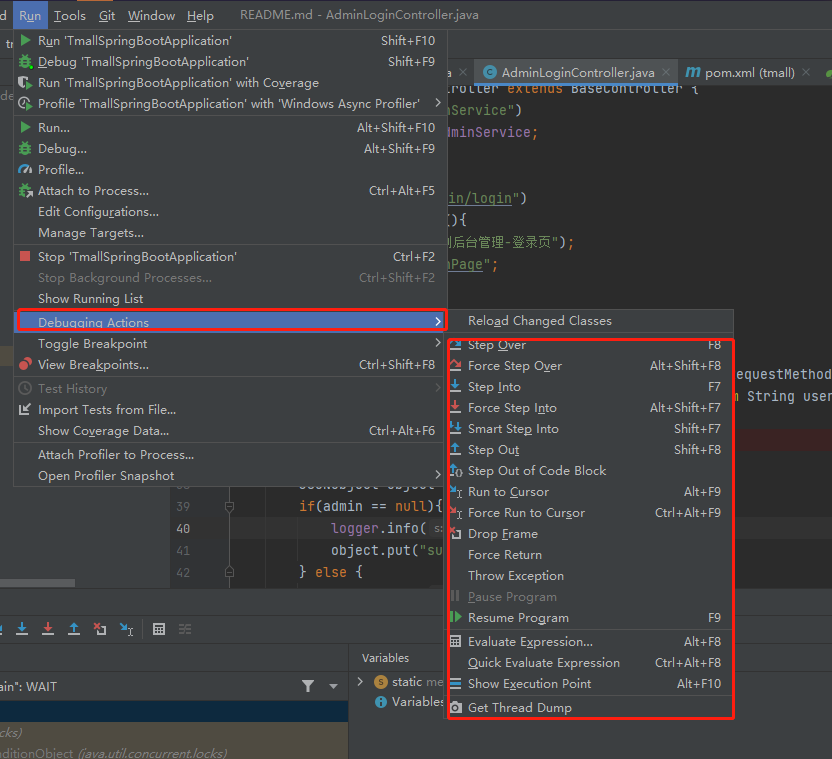 Run Tools Git Window Help README.md - AdminLoginController.java
Run 'TmallSpringBootApplication' Shift+F10
Debug 'TmallSpringBootApplication' Shift+F9
Run 'TmallSpringBootApplication' with Coverage
Profile 'TmallSpringBootApplication' with 'Windows Async Profiler'
Run... Alt+Shift+F10
Debug... Alt+Shift+F9
Profile...
Attach to Process... Ctrl+Alt+F5
Edit Configurations...
Manage Targets...
Stop 'TmallSpringBootApplication' Ctrl+F2
Stop Background Processes... Ctrl+Shift+F2
Show Running List
Debugging Actions
Toggle Breakpoint
View Breakpoints... Ctrl+Shift+F8
Test History
Import Tests from File...
Show Coverage Data... Ctrl+Alt+F6
Attach Profiler to Process...
Open Profiler Snapshot
AdminLoginController.java pom.xml (tmall)
ntroller extends BaseController {
nService")
dminService;
in/login")
(){
后台管理-登录页");
nPage";
Reload Changed Classes
Step Over F8
Force Step Over Alt+Shift+F8
Step Into F7
Force Step Into Alt+Shift+F7
Smart Step Into Shift+F7
Step Out Shift+F8
Step Out of Code Block
Run to Cursor Alt+F9
Force Run to Cursor Ctrl+Alt+F9
Drop Frame
Force Return
Throw Exception
Pause Program
Resume Program F9
Evaluate Expression... Alt+F8
Quick Evaluate Expression Ctrl+Alt+F8
Show Execution Point Alt+F10
Get Thread Dump
equestMethod
m String user
39 if(admin == null){
40 logger.info( s:
41 object.put("su
42 } else {
Variables
ain": WAIT
static me
Variables
cks)
nditionObject (java.util.concurrent.locks)